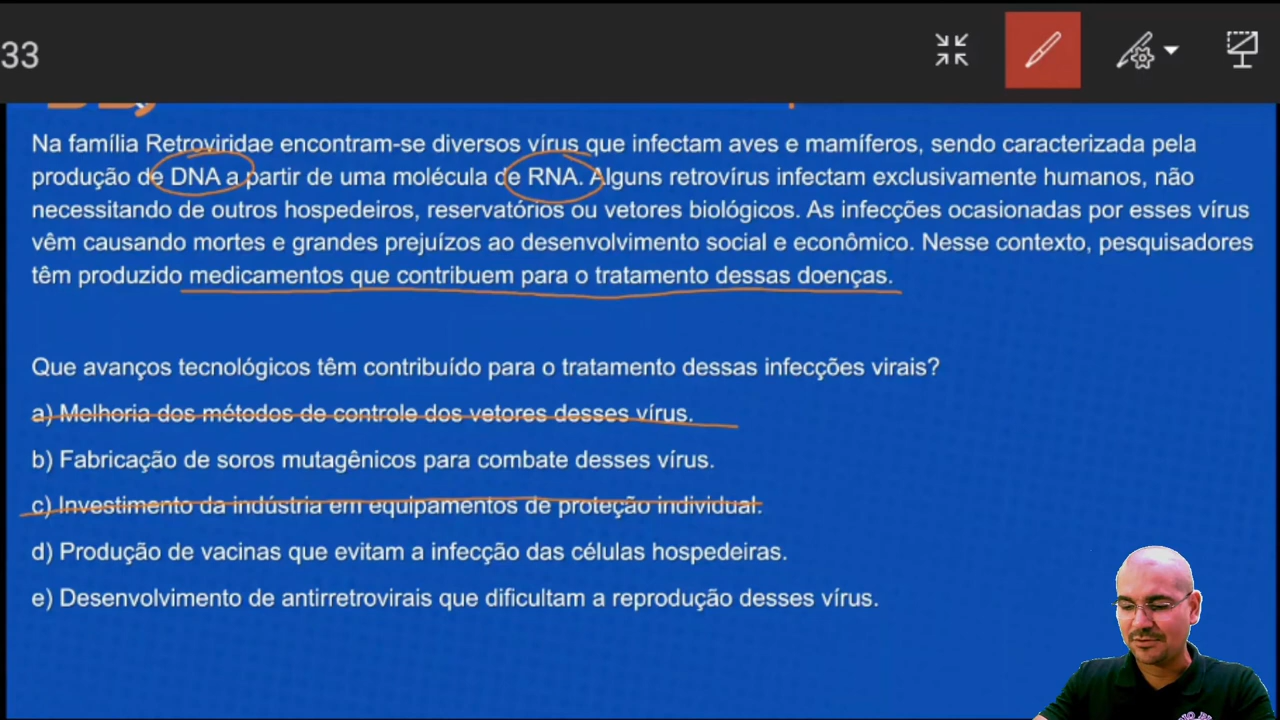 33
Na família Retroviridae encontram-se diversos vírus que infectam aves e mamíferos, sendo caracterizada pela
produção de DNA a partir de uma molécula de RNA. Alguns retrovírus infectam exclusivamente humanos, não
necessitando de outros hospedeiros, reservatórios ou vetores biológicos. As infecções ocasionadas por esses vírus
vêm causando mortes e grandes prejuízos ao desenvolvimento social e econômico. Nesse contexto, pesquisadores
têm produzido medicamentos que contribuem para o tratamento dessas doenças.
Que avanços tecnológicos têm contribuído para o tratamento dessas infecções virais?
a) Melhoria dos métodos de controle dos vetores desses vírus.
b) Fabricação de soros mutagênicos para combate desses vírus.
c) Investimento da indústria em equipamentos de proteção individual.
d) Produção de vacinas que evitam a infecção das células hospedeiras.
e) Desenvolvimento de antirretrovirais que dificultam a reprodução desses vírus.